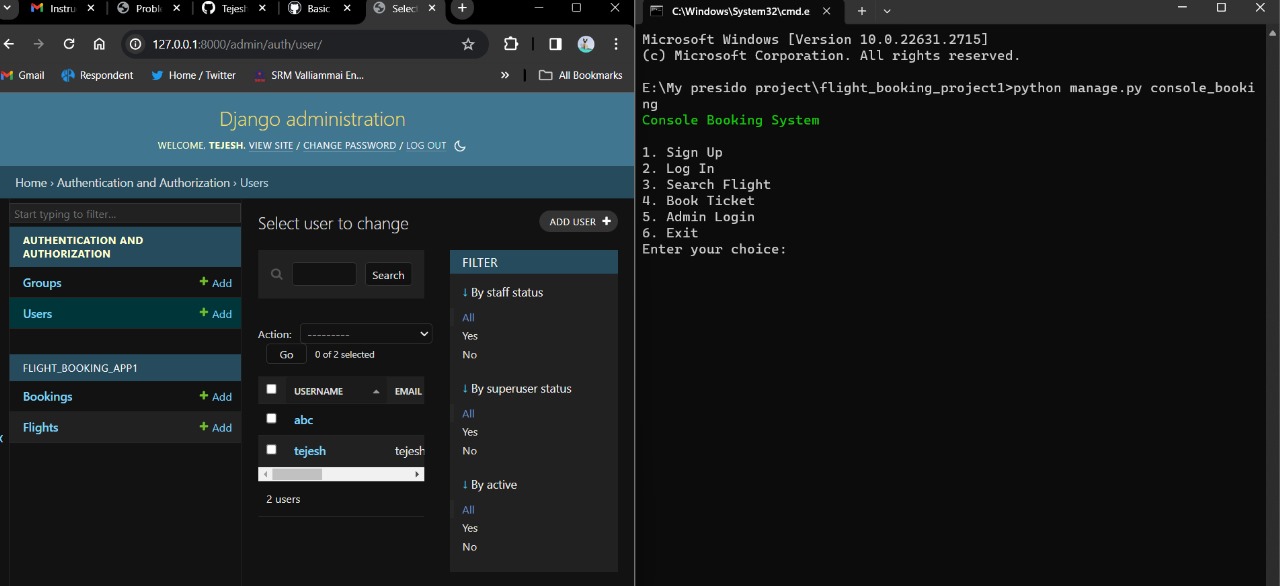 Instru
Probl
Tejesh
Basic
Selec
127.0.0.1:8000/admin/auth/user/
Gmail
Respondent
Home / Twitter
SRM Valliammai En...
»
All Bookmarks
Django administration
WELCOME, TEJESH. VIEW SITE / CHANGE PASSWORD / LOG OUT
Home › Authentication and Authorization › Users
Start typing to filter...
AUTHENTICATION AND
AUTHORIZATION
Groups + Add
Users + Add
FLIGHT_BOOKING_APP1
Bookings + Add
Flights + Add
Select user to change
ADD USER +
Search
Action: ---------
Go 0 of 2 selected
USERNAME EMAIL
abc
tejesh tejesh
2 users
FILTER
↓ By staff status
All
Yes
No
↓ By superuser status
All
Yes
No
↓ By active
All
Yes
No
C:\Windows\System32\cmd.e
Microsoft Windows [Version 10.0.22631.2715]
(c) Microsoft Corporation. All rights reserved.
E:\My presido project\flight_booking_project1>python manage.py console_booki
ng
Console Booking System
1. Sign Up
2. Log In
3. Search Flight
4. Book Ticket
5. Admin Login
6. Exit
Enter your choice: